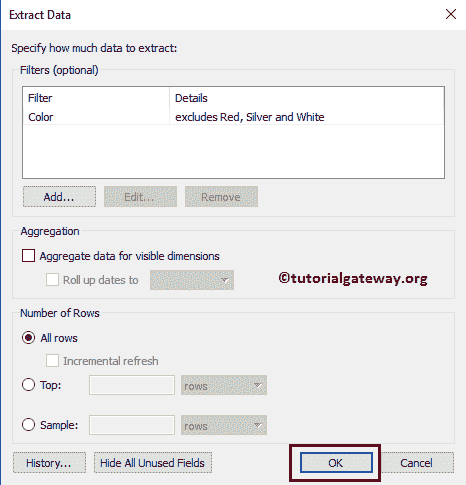 Extract Data
Specify how much data to extract:
Filters (optional)
Filter Details
Color excludes Red, Silver and White
Add... Edit... Remove
Aggregation
Aggregate data for visible dimensions
Roll up dates to
©tutorialgateway.org
Number of Rows
All rows
Incremental refresh
Top: rows
Sample: rows
History... Hide All Unused Fields OK Cancel